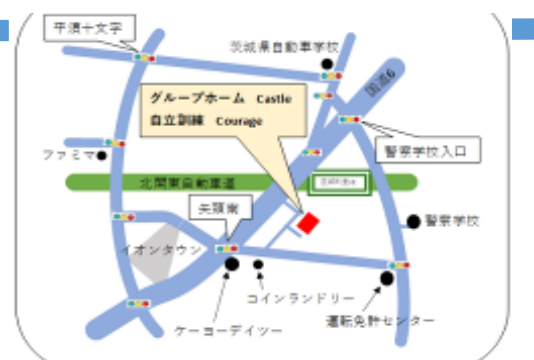 平須十文字
茨城県自動車学校
国道6
グループホーム Castle
自立訓練 Courage
警察学校入口
ファミマ
北関東自動車道
矢頭南
警察学校
イオンタウン
コインランドリー
運転免許センター
ケーヨーデイツー